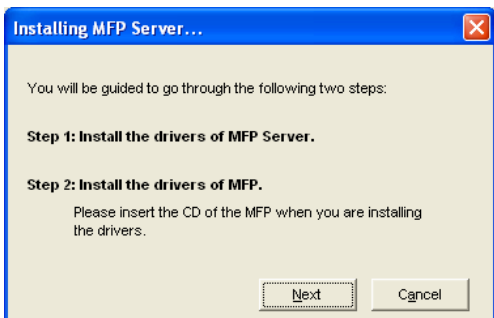 Installing MFP Server...
You will be guided to go through the following two steps:
Step 1: Install the drivers of MFP Server.
Step 2: Install the drivers of MFP.
Please insert the CD of the MFP when you are installing
the drivers.
Next
Cancel